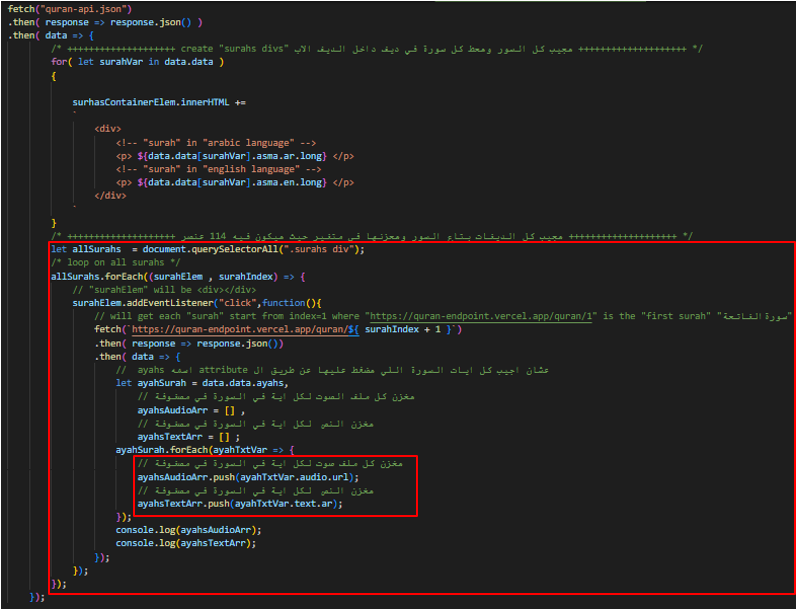 fetch("quran-api.json")
.then( response => response.json() )
.then( data => {
/* ++++++++++++++++++++ create "surahs divs" هجيب كل السور وهحط كل سورة في ديف داخل الديف الاب ++++++++++++++++++++ */
for( let surahVar in data.data )
{
surhasContainerElem.innerHTML +=
`
<div>
<!-- "surah" in "arabic language" -->
<p> ${data.data[surahVar].asma.ar.long} </p>
<!-- "surah" in "english language" -->
<p> ${data.data[surahVar].asma.en.long} </p>
</div>
`
}
/* ++++++++++++++++++++ هجيب كل الديفات بتاع السور وهخزنها في متغير حيث هيكون فيه 114 عنصر ++++++++++++++++++++ */
let allSurahs = document.querySelectorAll(".surahs div");
/* loop on all surahs */
allSurahs.forEach((surahElem , surahIndex) => {
// "surahElem" will be <div></div>
surahElem.addEventListener("click",function(){
// will get each "surah" start from index=1 where "https://quran-endpoint.vercel.app/quran/1" is the "first surah" "سورة الفاتحة"
fetch(`https://quran-endpoint.vercel.app/quran/${ surahIndex + 1 }`)
.then( response => response.json())
.then( data => {
// ayahs اسمه attribute عشان اجيب كل ايات السورة اللي هضغط عليها عن طريق ال
let ayahSurah = data.data.ayahs,
// هخزن كل ملف الصوت لكل اية في السورة في مصفوفة
ayahsAudioArr = [] ,
// هخزن النص لكل اية في السورة في مصفوفة
ayahsTextArr = [] ;
ayahSurah.forEach(ayahTxtVar => {
// هخزن كل ملف صوت لكل اية في السورة في مصفوفة
ayahsAudioArr.push(ayahTxtVar.audio.url);
// هخزن النص لكل اية في السورة في مصفوفة
ayahsTextArr.push(ayahTxtVar.text.ar);
});
console.log(ayahsAudioArr);
console.log(ayahsTextArr);
});
});
});
});